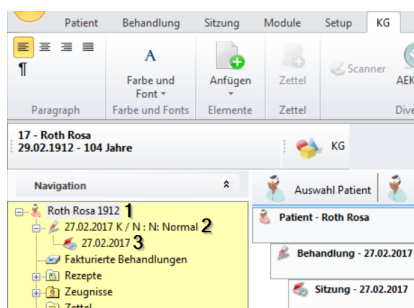 Patient Behandlung Sitzung Module Setup KG
A
¶
Farbe und Font
Anfügen
Zettel
Scanner
AEK
Paragraph Farbe und Fonts Elemente Zettel Dive
17 - Roth Rosa
29.02.1912 - 104 Jahre
KG
Navigation
Auswahl Patient
Roth Rosa 1912 1
27.02.2017 K / N : N: Normal 2
27.02.2017 3
Fakturierte Behandlungen
Rezepte
Zeugnisse
Zettel
Patient - Roth Rosa
Behandlung - 27.02.2017
Sitzung - 27.02.2017